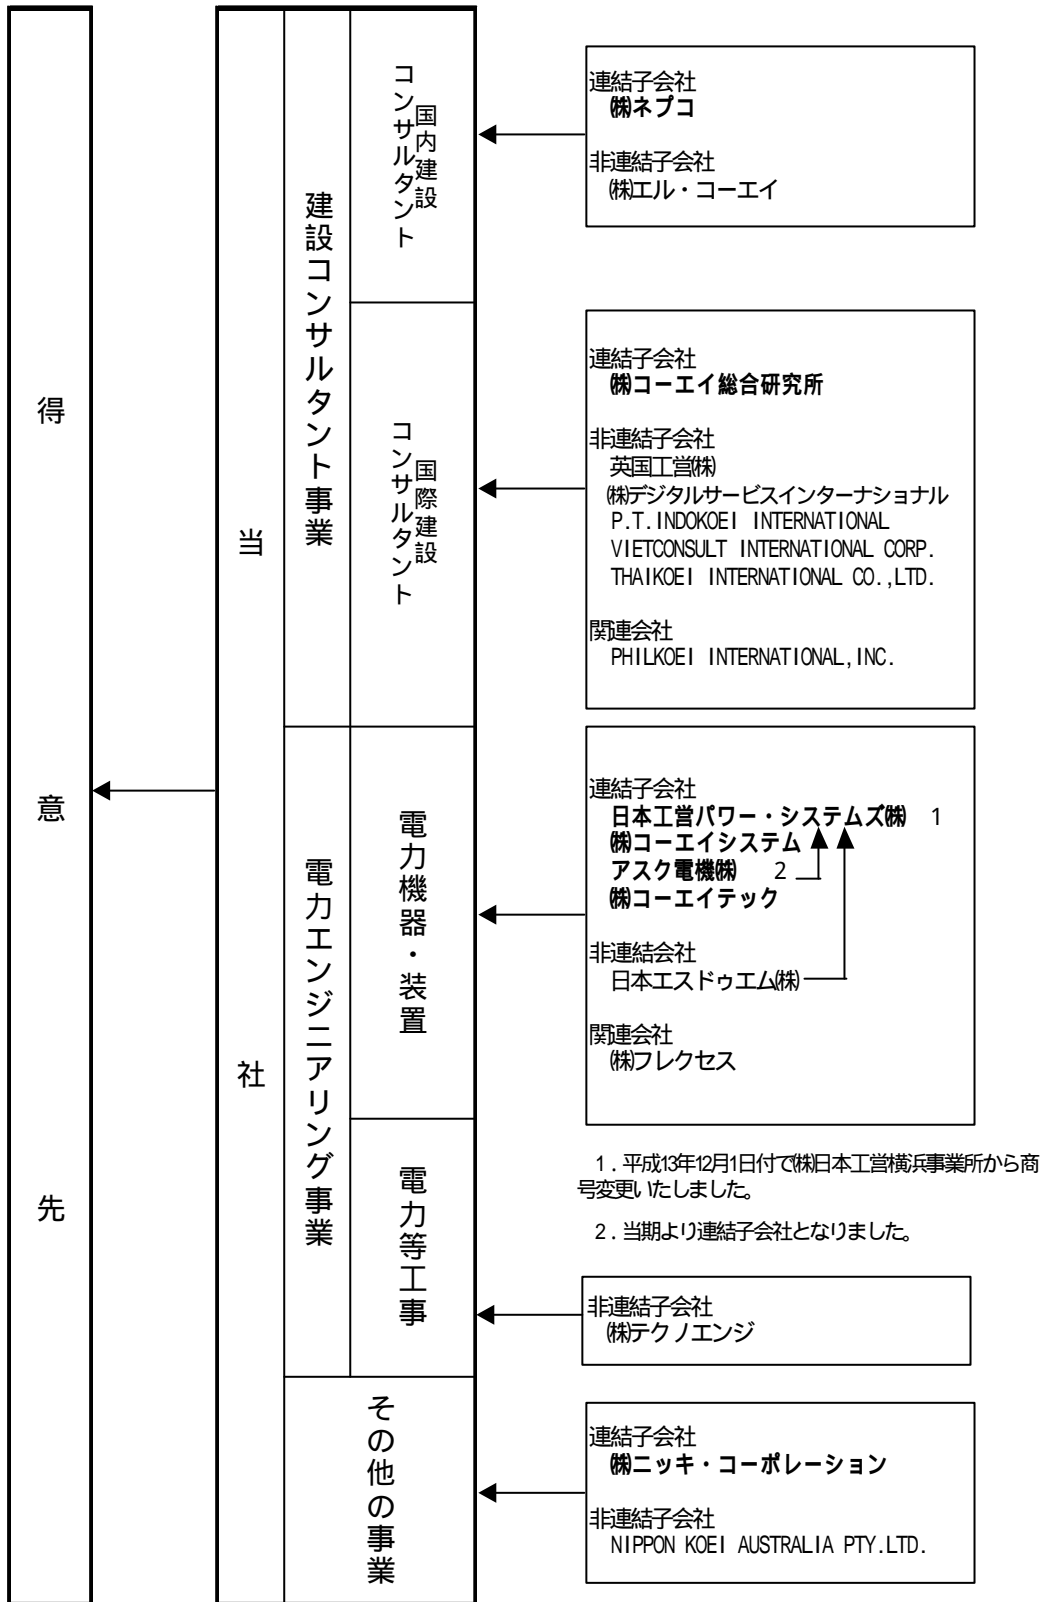 得意先
当社
建設コンサルタント事業
国内建設
コンサルタント
国際建設
コンサルタント
電力エンジニアリング事業
電力機器・装置
電力等工事
その他の事業
連結子会社
㈱ネプコ
非連結子会社
㈱エル・コーエイ
連結子会社
㈱コーエイ総合研究所
非連結子会社
英国工営㈱
㈱デジタルサービスインターナショナル
P.T.INDOKOEI INTERNATIONAL
VIETCONSULT INTERNATIONAL CORP.
THAIKOEI INTERNATIONAL CO.,LTD.
関連会社
PHILKOEI INTERNATIONAL,INC.
連結子会社
日本工営パワー・システムズ㈱ 1
㈱コーエイシステム
アスク電機㈱ 2
㈱コーエイテック
非連結会社
日本エスドゥエム㈱
関連会社
㈱フレクセス
1．平成13年12月1日付で㈱日本工営横浜事業所から商
号変更いたしました。
2．当期より連結子会社となりました。
非連結子会社
㈱テクノエンジ
連結子会社
㈱ニッキ・コーポレーション
非連結子会社
NIPPON KOEI AUSTRALIA PTY.LTD.